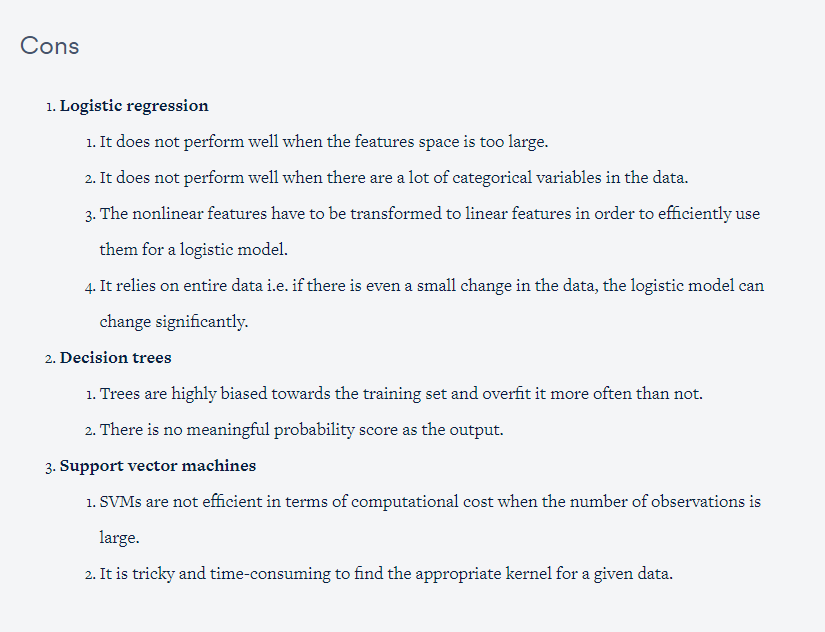 Cons
1. Logistic regression
1. It does not perform well when the features space is too large.
2. It does not perform well when there are a lot of categorical variables in the data.
3. The nonlinear features have to be transformed to linear features in order to efficiently use
them for a logistic model.
4. It relies on entire data i.e. if there is even a small change in the data, the logistic model can
change significantly.
2. Decision trees
1. Trees are highly biased towards the training set and overfit it more often than not.
2. There is no meaningful probability score as the output.
3. Support vector machines
1. SVMs are not efficient in terms of computational cost when the number of observations is
large.
2. It is tricky and time-consuming to find the appropriate kernel for a given data.